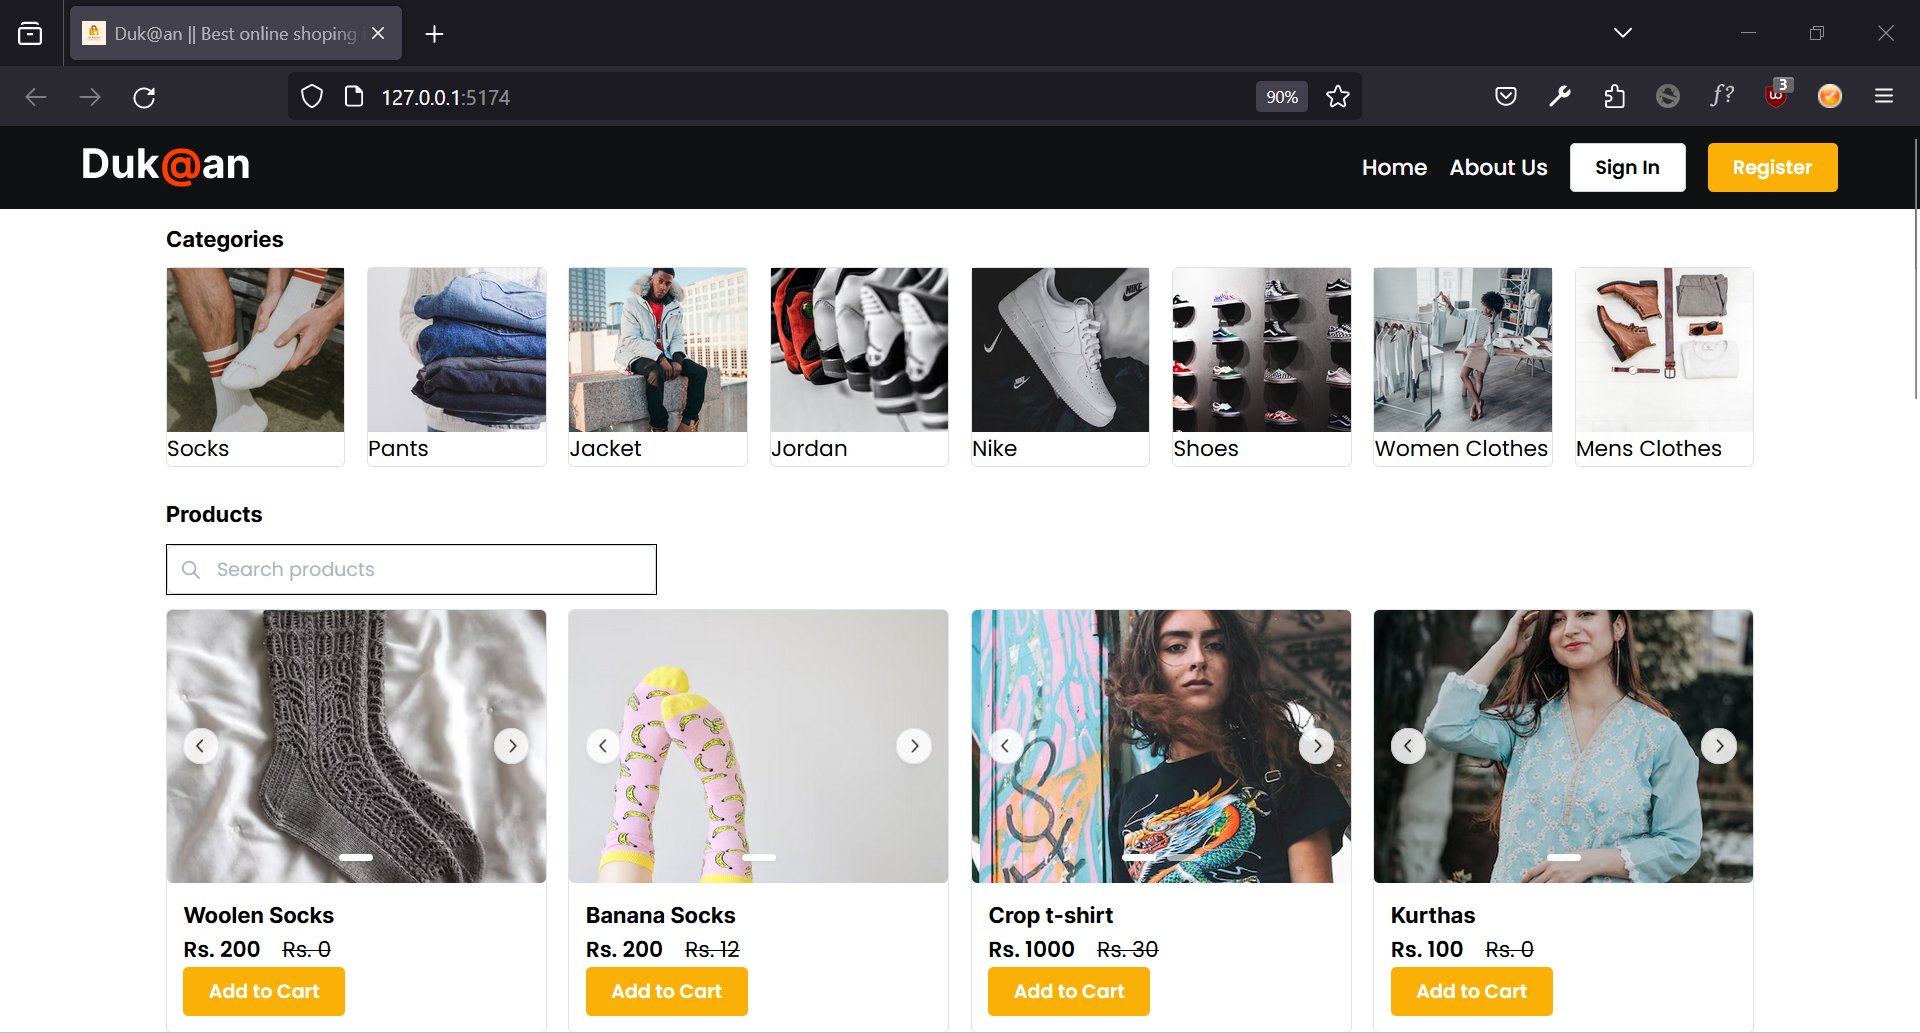 Duk@an || Best online shoping
127.0.0.1:5174
90%
f?
3
Duk@an
Home
About Us
Sign In
Register
Categories
Socks
Pants
Jacket
Jordan
Nike
Shoes
Women Clothes
Mens Clothes
Products
Search products
Woolen Socks
Rs. 200 Rs. 0
Add to Cart
Banana Socks
Rs. 200 Rs. 12
Add to Cart
Crop t-shirt
Rs. 1000 Rs. 30
Add to Cart
Kurthas
Rs. 100 Rs. 0
Add to Cart